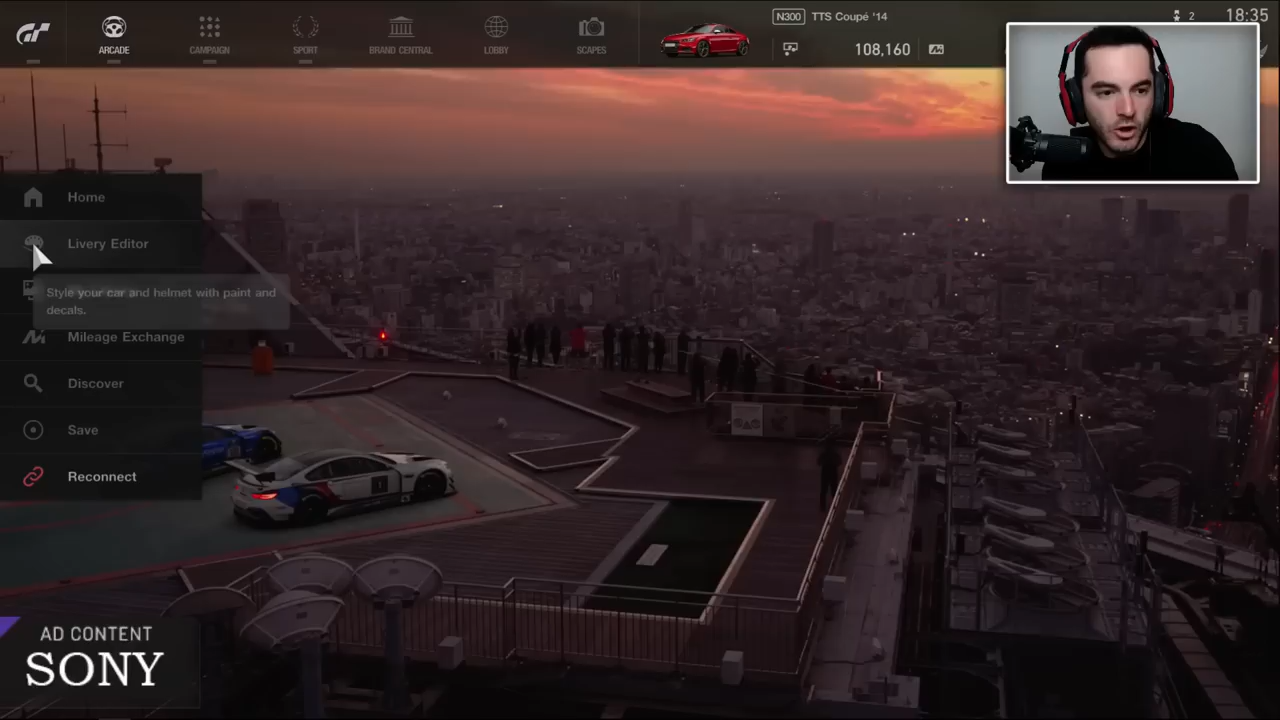 N300 TTS Coupé '14
2 18:35
ARCADE CAMPAIGN SPORT BRAND CENTRAL LOBBY SCAPES
108,160
Home
Livery Editor
Style your car and helmet with paint and
decals.
Mileage Exchange
Discover
Save
Reconnect
AD CONTENT
SONY